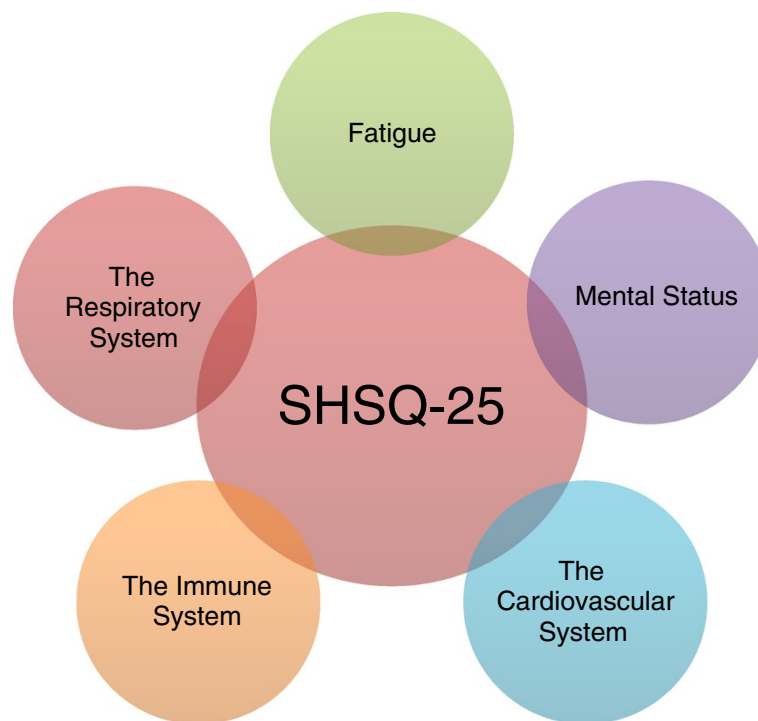 Fatigue
Mental Status
The
Respiratory
System
SHSQ-25
The Immune
System
The
Cardiovascular
System